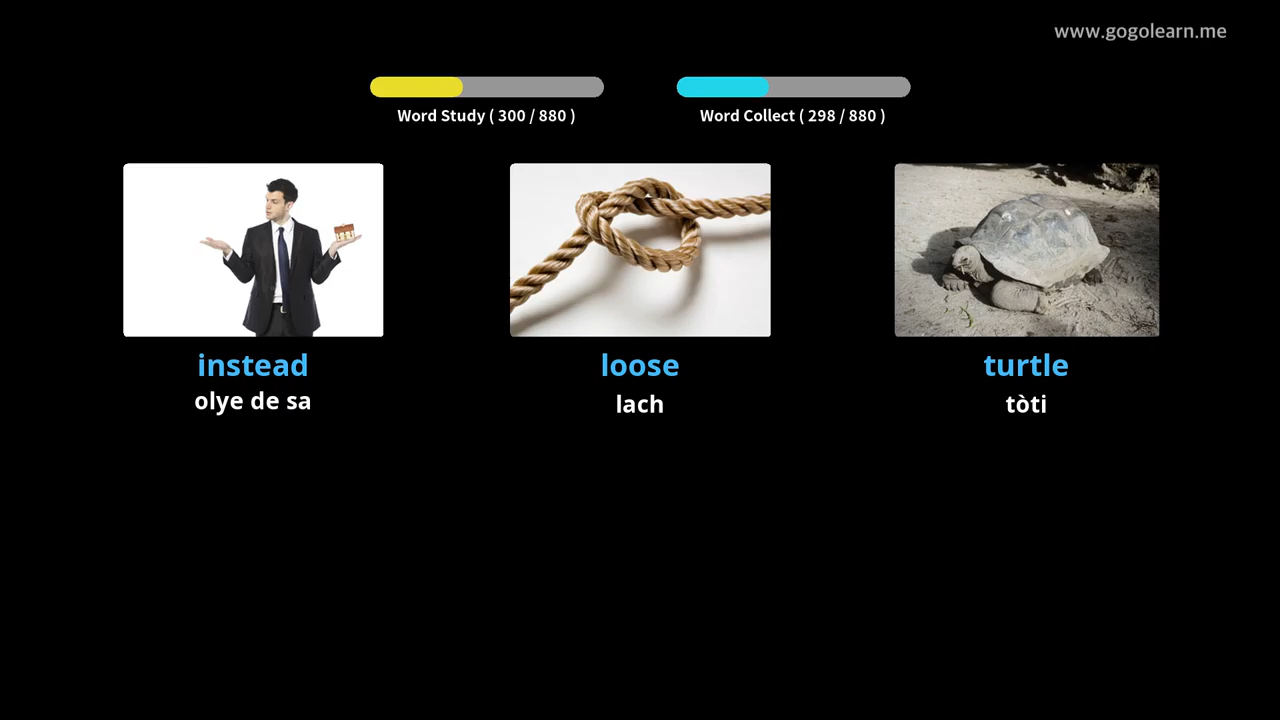 www.gogolearn.me
Word Study ( 300 / 880 )
Word Collect ( 298 / 880 )
instead
olye de sa
loose
lach
turtle
tòti